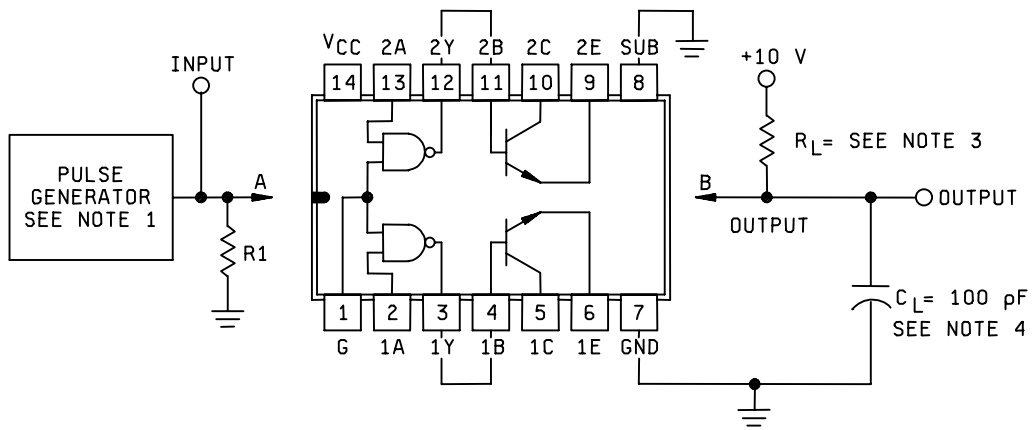 VCC 2A 2Y 2B 2C 2E SUB
14 13 12 11 10 9 8
INPUT
+10 V
RL= SEE NOTE 3
PULSE
GENERATOR
SEE NOTE 1
A
B
OUTPUT
OUTPUT
R1
CL= 100 pF
SEE NOTE 4
1 2 3 4 5 6 7
G 1A 1Y 1B 1C 1E GND